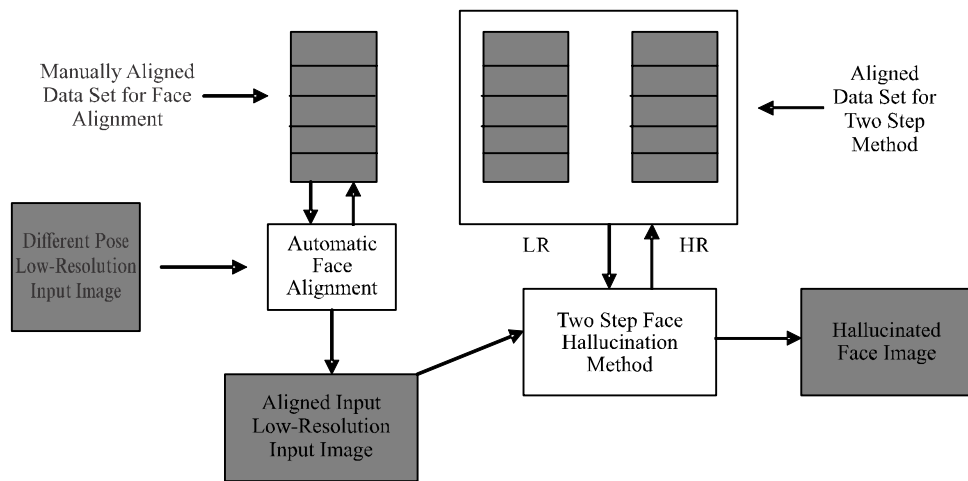 Manually Aligned
Data Set for Face
Alignment
Aligned
Data Set for
Two Step
Method
Different Pose
Low-Resolution
Input Image
Automatic
Face
Alignment
LR
HR
Two Step Face
Hallucination
Method
Hallucinated
Face Image
Aligned Input
Low-Resolution
Input Image